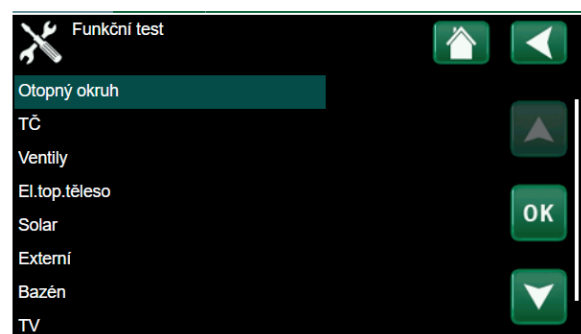 Funkční test
Otopný okruh
TČ
Ventily
El.top.těleso
Solar
OK
Externí
Bazén
TV